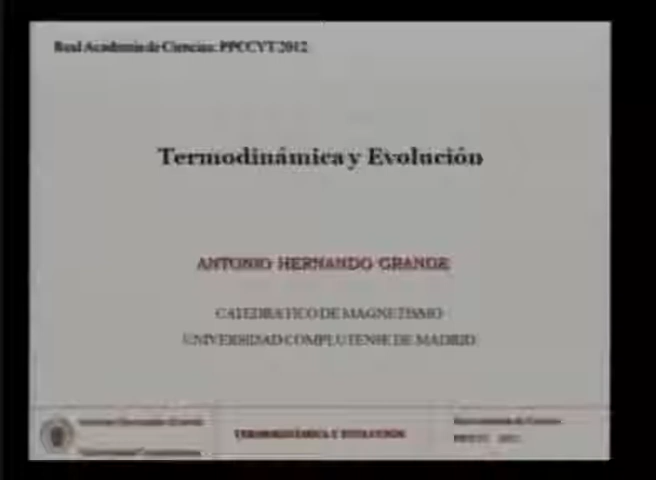 Real Academia de Ciencias: PPCCYT 2012
Termodinámica y Evolución
ANTONIO HERNANDO GRANDE
CATEDRATICO DE MAGNETISMO
UNIVERSIDAD COMPLUTENSE DE MADRID
TERMODINÁMICA Y EVOLUCIÓN